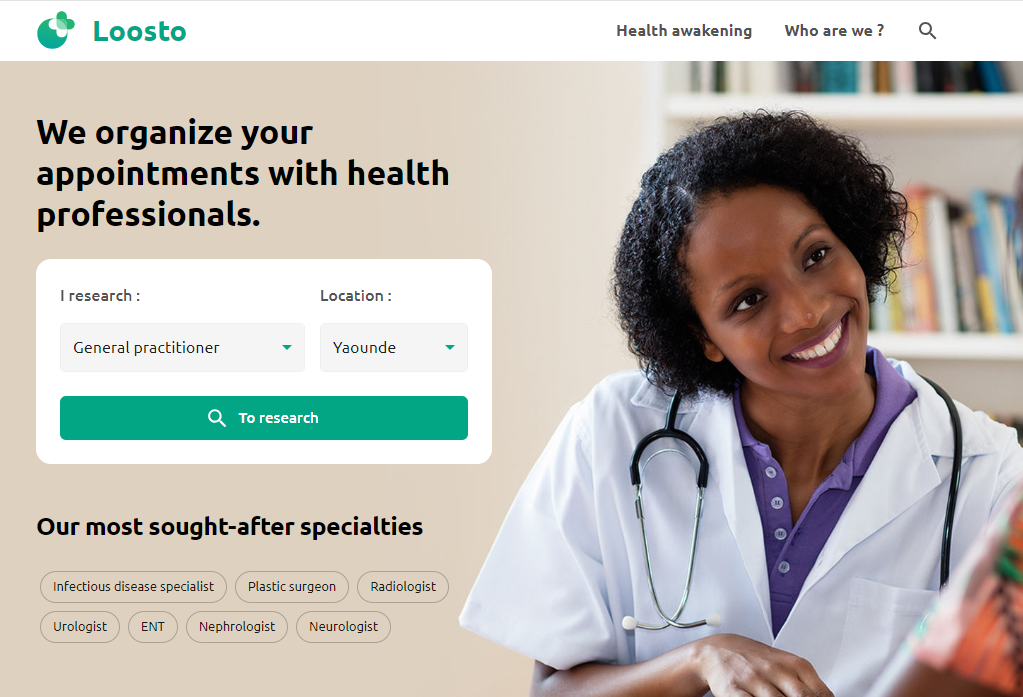 Loosto
Health awakening
Who are we ?
We organize your
appointments with health
professionals.
I research :
Location :
General practitioner
Yaounde
To research
Our most sought-after specialties
Infectious disease specialist
Plastic surgeon
Radiologist
Urologist
ENT
Nephrologist
Neurologist